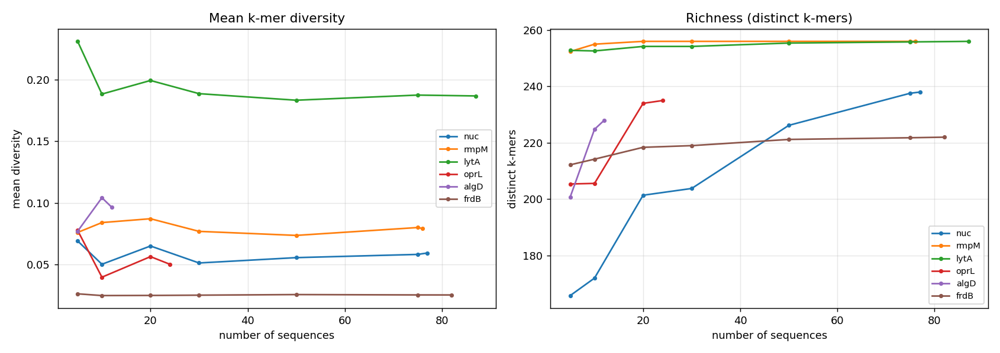 Mean k-mer diversity
mean diversity
0.20
0.15
0.10
0.05
20
40
60
80
number of sequences
nuc
rmpM
lytA
oprL
algD
frdB
Richness (distinct k-mers)
distinct k-mers
260
240
220
200
180
20
40
60
80
number of sequences
nuc
rmpM
lytA
oprL
algD
frdB